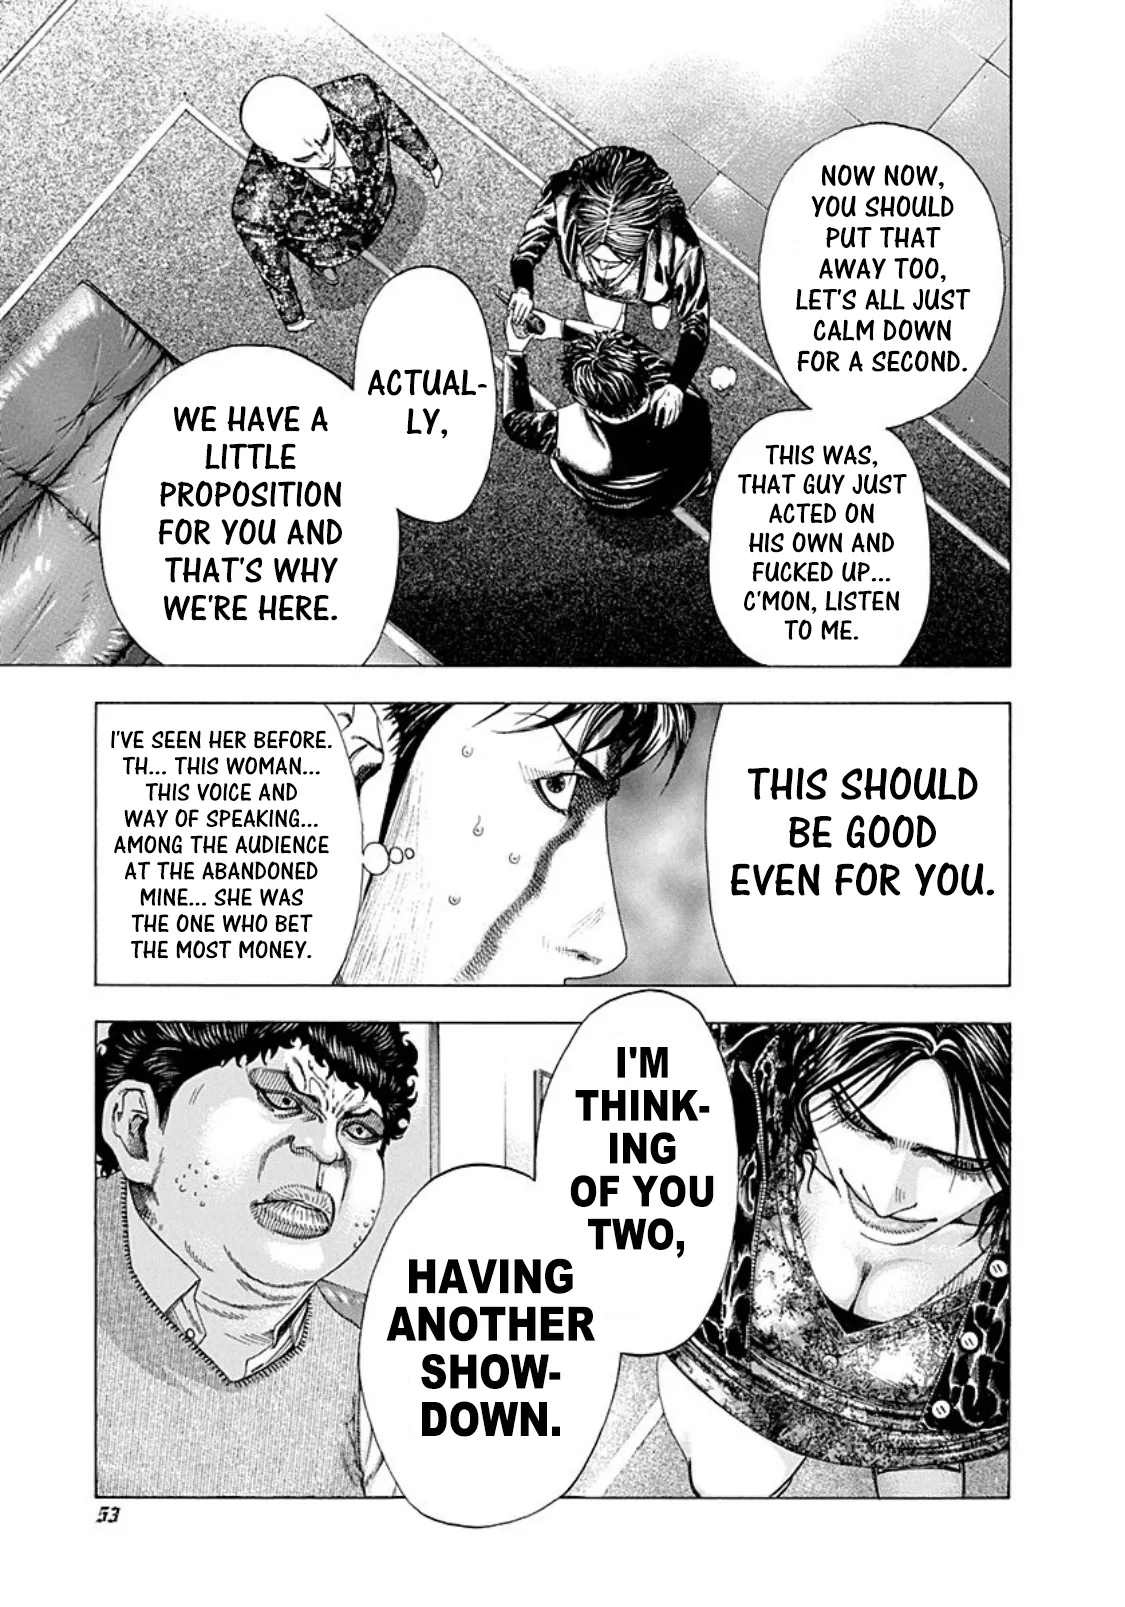 NOW NOW,
YOU SHOULD
PUT THAT
AWAY TOO,
LET'S ALL JUST
CALM DOWN
FOR A SECOND.
THIS WAS,
THAT GUY JUST
ACTED ON
HIS OWN AND
FUCKED UP...
C'MON, LISTEN
TO ME.
ACTUAL-
LY,
WE HAVE A
LITTLE
PROPOSITION
FOR YOU AND
THAT'S WHY
WE'RE HERE.
THIS SHOULD
BE GOOD
EVEN FOR YOU.
I'VE SEEN HER BEFORE.
TH... THIS WOMAN...
THIS VOICE AND
WAY OF SPEAKING...
AMONG THE AUDIENCE
AT THE ABANDONED
MINE... SHE WAS
THE ONE WHO BET
THE MOST MONEY.
I'M
THINK-
ING
OF YOU
TWO,
HAVING
ANOTHER
SHOW-
DOWN.
53